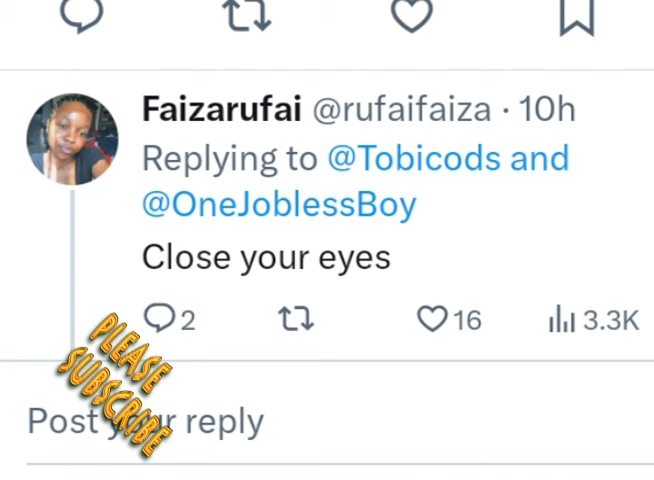 Faizarufai @rufaifaiza · 10h
Replying to @Tobicods and
@OneJoblessBoy
Close your eyes
2 16 3.3K
PLEASE
SUBSCRIBE
Post your reply